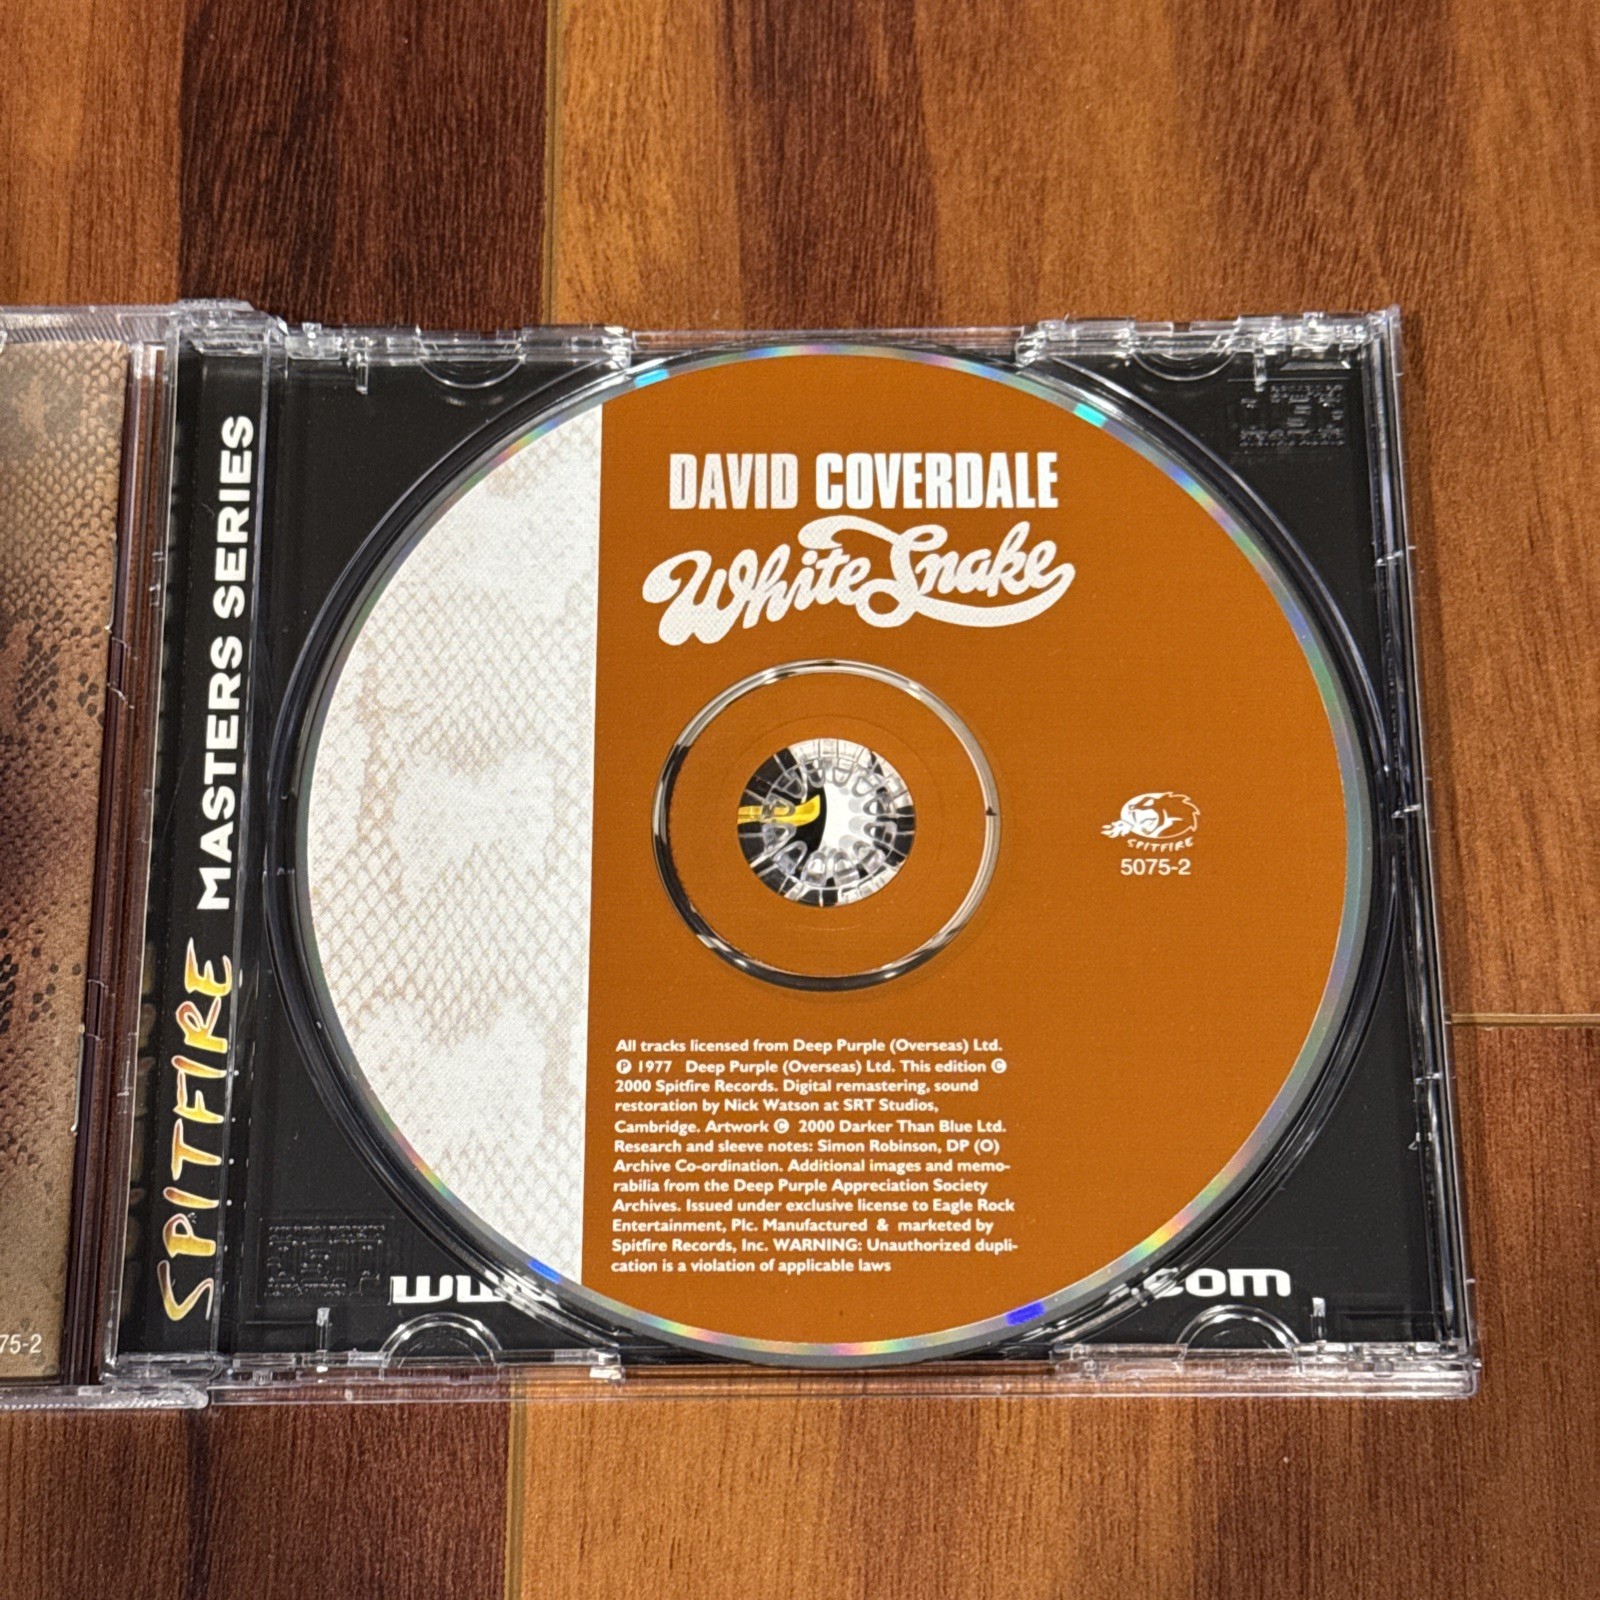 SPITFIRE MASTERS SERIES
75-2
DAVID COVERDALE
WhiteSnake
SPITFIRE
5075-2
All tracks licensed from Deep Purple (Overseas) Ltd.
℗ 1977 Deep Purple (Overseas) Ltd. This edition ©
2000 Spitfire Records. Digital remastering, sound
restoration by Nick Watson at SRT Studios,
Cambridge. Artwork © 2000 Darker Than Blue Ltd.
Research and sleeve notes: Simon Robinson, DP (O)
Archive Co-ordination. Additional images and memo-
rabilia from the Deep Purple Appreciation Society
Archives. Issued under exclusive license to Eagle Rock
Entertainment, Plc. Manufactured & marketed by
Spitfire Records, Inc. WARNING: Unauthorized dupli-
cation is a violation of applicable laws
.com